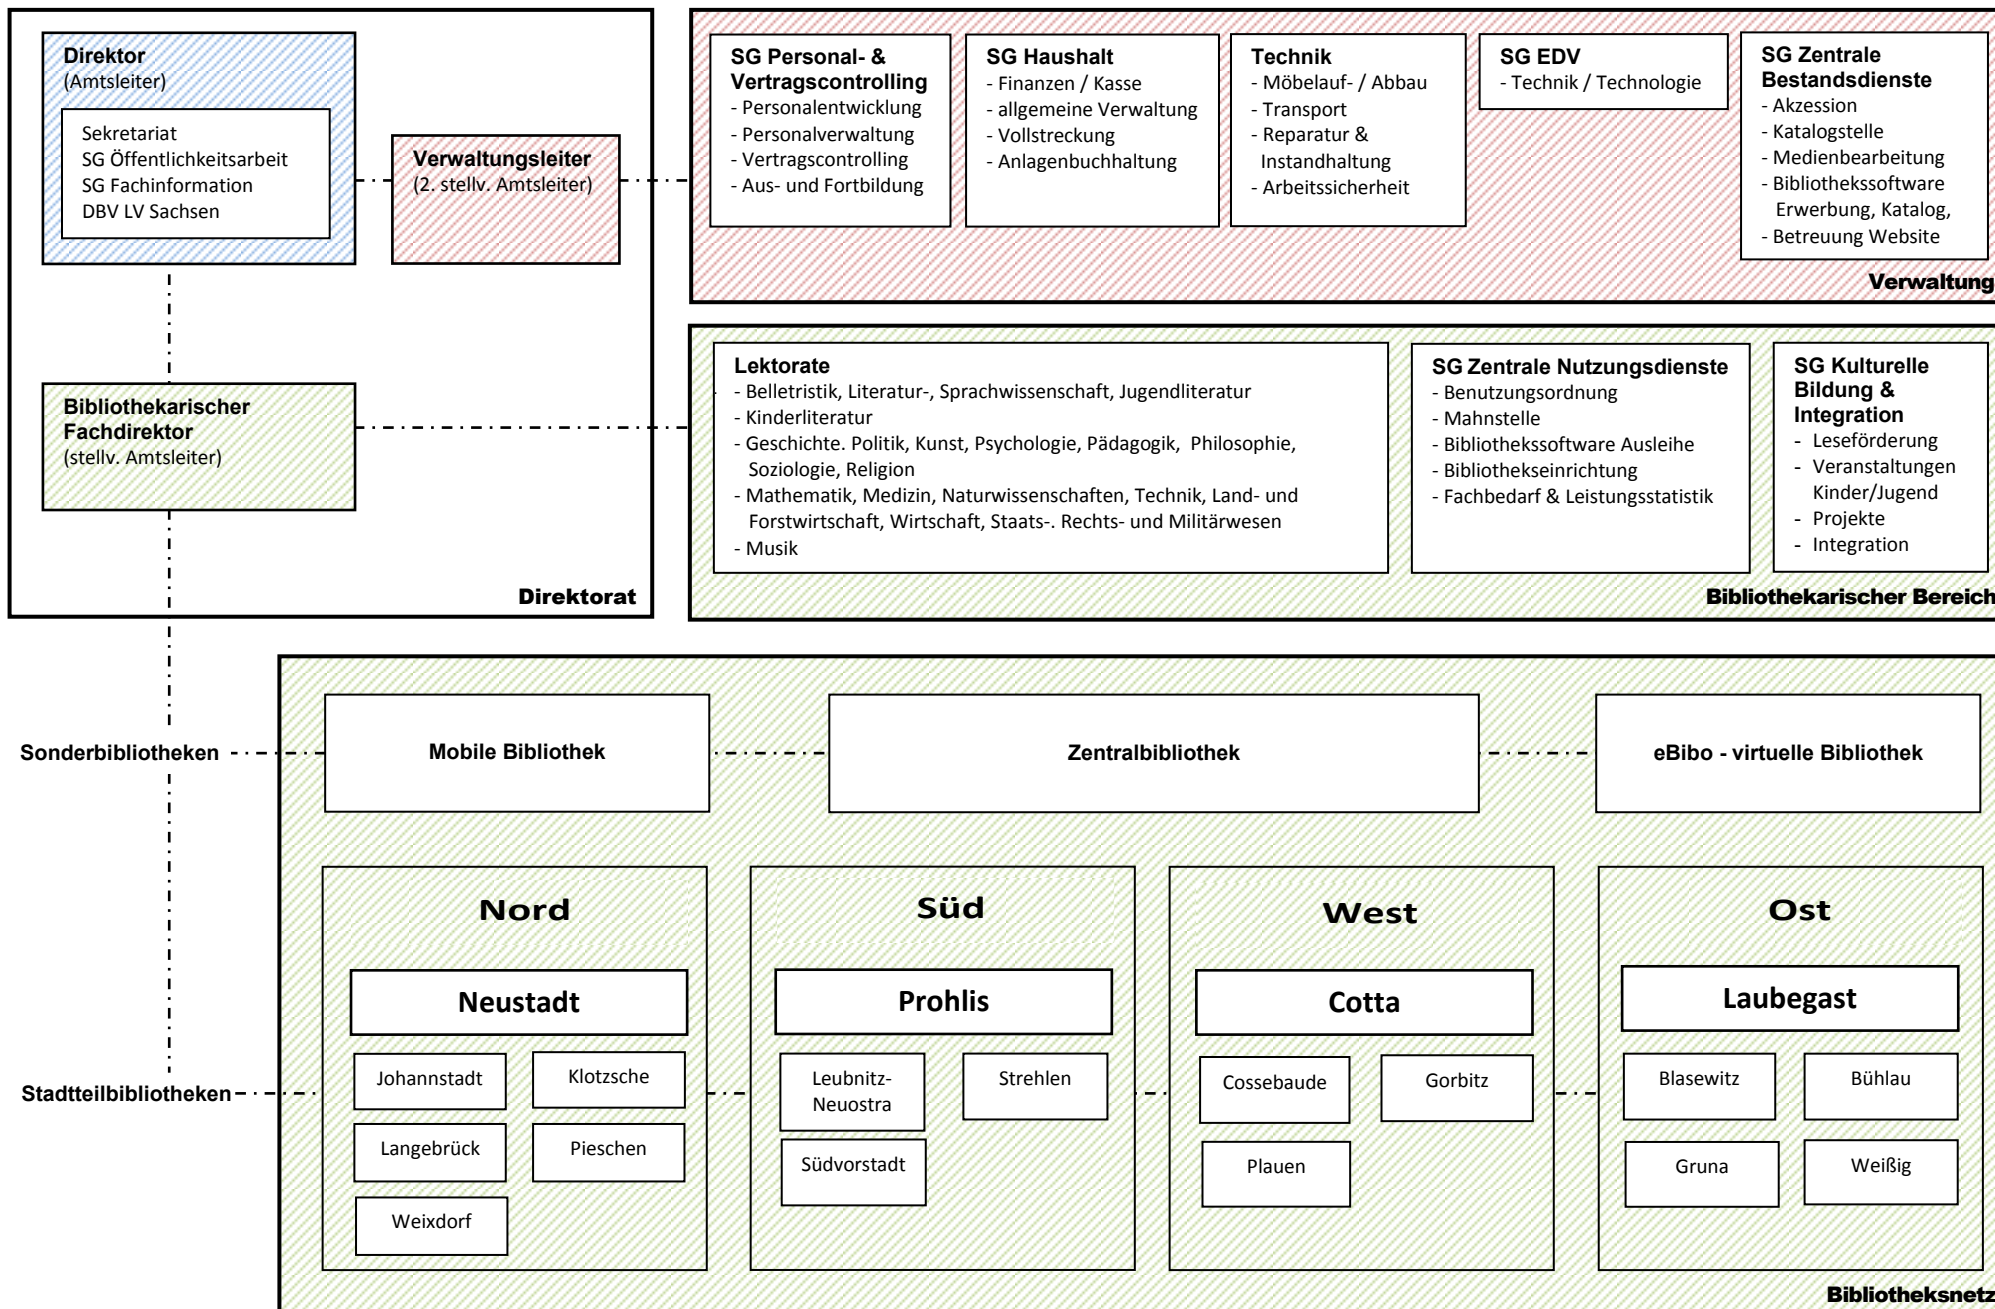 Direktor
(Amtsleiter)
Sekretariat
SG Öffentlichkeitsarbeit
SG Fachinformation
DBV LV Sachsen
Verwaltungsleiter
(2. stellv. Amtsleiter)
Bibliothekarischer
Fachdirektor
(stellv. Amtsleiter)
Direktorat
SG Personal- &
Vertragscontrolling
- Personalentwicklung
- Personalverwaltung
- Vertragscontrolling
- Aus- und Fortbildung
SG Haushalt
- Finanzen / Kasse
- allgemeine Verwaltung
- Vollstreckung
- Anlagenbuchhaltung
Technik
- Möbelauf- / Abbau
- Transport
- Reparatur &
Instandhaltung
- Arbeitssicherheit
SG EDV
- Technik / Technologie
SG Zentrale
Bestandsdienste
- Akzession
- Katalogstelle
- Medienbearbeitung
- Bibliothekssoftware
Erwerbung, Katalog,
- Betreuung Website
Verwaltung
Lektorate
- Belletristik, Literatur-, Sprachwissenschaft, Jugendliteratur
- Kinderliteratur
- Geschichte. Politik, Kunst, Psychologie, Pädagogik, Philosophie,
Soziologie, Religion
- Mathematik, Medizin, Naturwissenschaften, Technik, Land- und
Forstwirtschaft, Wirtschaft, Staats-. Rechts- und Militärwesen
- Musik
SG Zentrale Nutzungsdienste
- Benutzungsordnung
- Mahnstelle
- Bibliothekssoftware Ausleihe
- Bibliothekseinrichtung
- Fachbedarf & Leistungsstatistik
SG Kulturelle
Bildung &
Integration
- Leseförderung
- Veranstaltungen
Kinder/Jugend
- Projekte
- Integration
Bibliothekarischer Bereich
Sonderbibliotheken
Mobile Bibliothek
Zentralbibliothek
eBibo - virtuelle Bibliothek
Stadtteilbibliotheken
Nord
Neustadt
Johannstadt
Klotzsche
Langebrück
Pieschen
Weixdorf
Süd
Prohlis
Leubnitz-
Neuostra
Strehlen
Südvorstadt
West
Cotta
Cossebaude
Gorbitz
Plauen
Ost
Laubegast
Blasewitz
Bühlau
Gruna
Weißig
Bibliotheksnetz